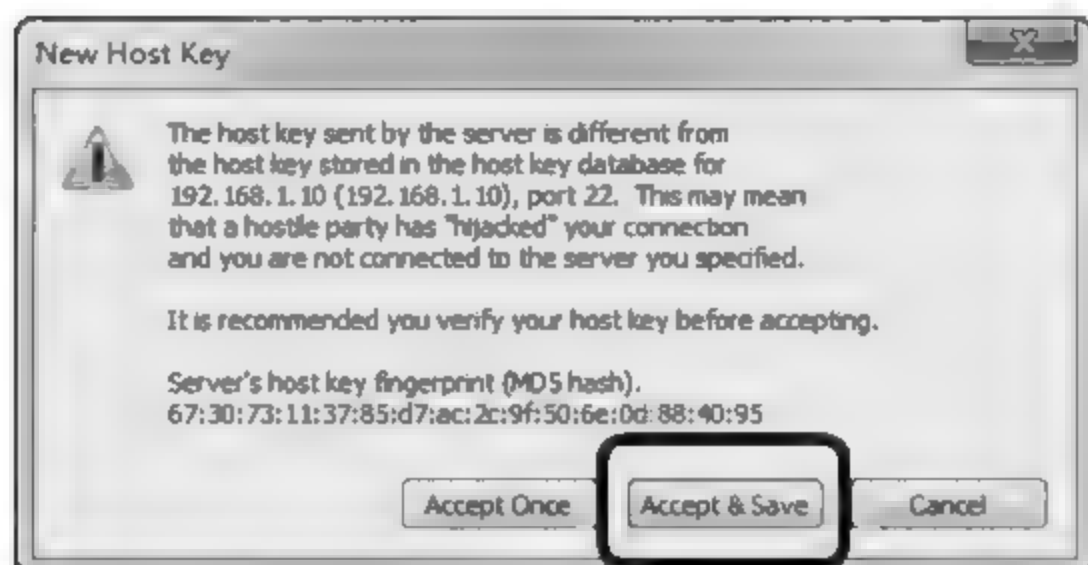 New Host Key
The host key sent by the server is different from
the host key stored in the host key database for
192.168.1.10 (192.168.1.10), port 22. This may mean
that a hostile party has "hijacked" your connection
and you are not connected to the server you specified.
It is recommended you verify your host key before accepting.
Server's host key fingerprint (MD5 hash).
67:30:73:11:37:85:d7:ac:2c:9f:50:6e:0d:88:40:95
Accept Once Accept & Save Cancel